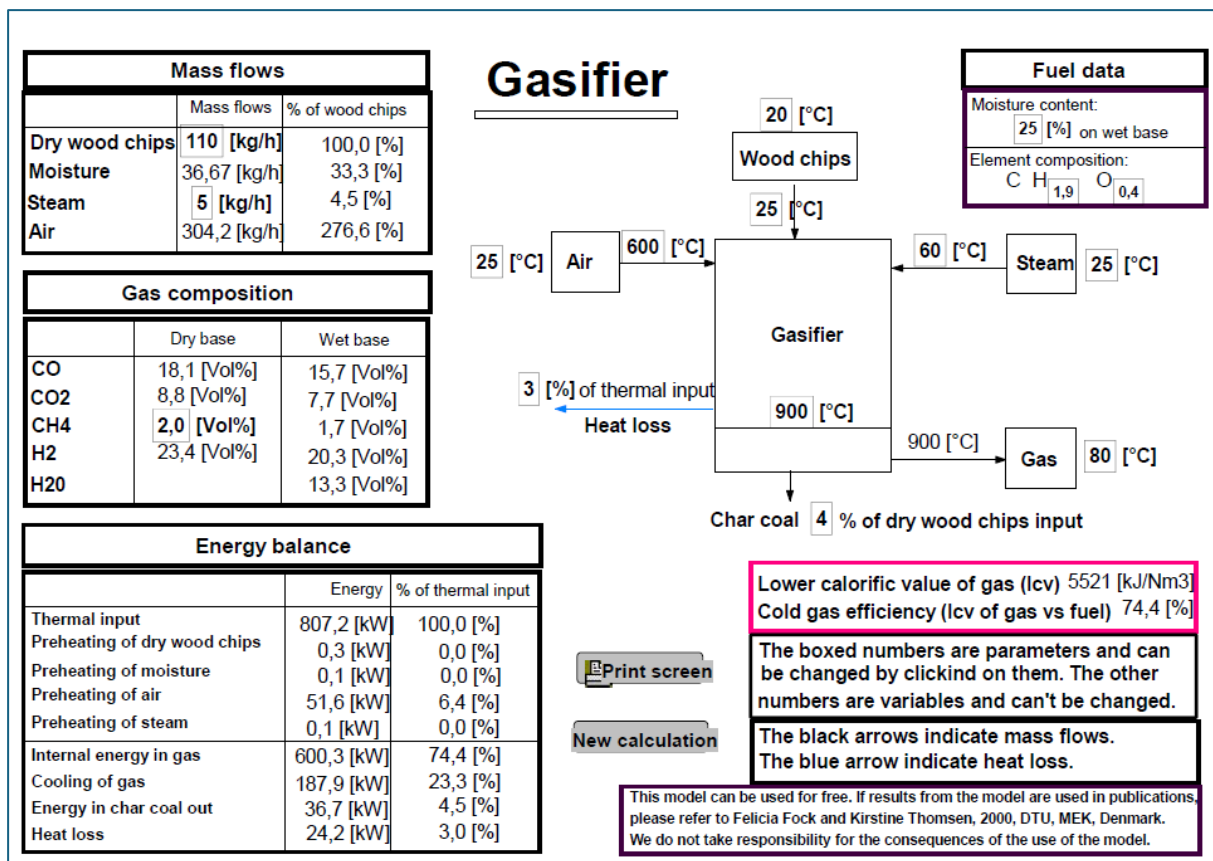 Mass flows
Mass flows % of wood chips
Dry wood chips 110 [kg/h] 100,0 [%]
Moisture 36,67 [kg/h] 33,3 [%]
Steam 5 [kg/h] 4,5 [%]
Air 304,2 [kg/h] 276,6 [%]
Gas composition
Dry base Wet base
CO 18,1 [Vol%] 15,7 [Vol%]
CO2 8,8 [Vol%] 7,7 [Vol%]
CH4 2,0 [Vol%] 1,7 [Vol%]
H2 23,4 [Vol%] 20,3 [Vol%]
H20 13,3 [Vol%]
Energy balance
Energy % of thermal input
Thermal input 807,2 [kW] 100,0 [%]
Preheating of dry wood chips 0,3 [kW] 0,0 [%]
Preheating of moisture 0,1 [kW] 0,0 [%]
Preheating of air 51,6 [kW] 6,4 [%]
Preheating of steam 0,1 [kW] 0,0 [%]
Internal energy in gas 600,3 [kW] 74,4 [%]
Cooling of gas 187,9 [kW] 23,3 [%]
Energy in char coal out 36,7 [kW] 4,5 [%]
Heat loss 24,2 [kW] 3,0 [%]
Gasifier
20 [°C]
Wood chips
25 [°C]
25 [°C] Air 600 [°C]
60 [°C] Steam 25 [°C]
Gasifier
3 [%] of thermal input
Heat loss
900 [°C]
900 [°C] Gas 80 [°C]
Char coal 4 % of dry wood chips input
Fuel data
Moisture content:
25 [%] on wet base
Element composition:
C H 1,9 O 0,4
Lower calorific value of gas (lcv) 5521 [kJ/Nm3]
Cold gas efficiency (lcv of gas vs fuel) 74,4 [%]
Print screen
New calculation
The boxed numbers are parameters and can
be changed by clickind on them. The other
numbers are variables and can't be changed.
The black arrows indicate mass flows.
The blue arrow indicate heat loss.
This model can be used for free. If results from the model are used in publications,
please refer to Felicia Fock and Kirstine Thomsen, 2000, DTU, MEK, Denmark.
We do not take responsibility for the consequences of the use of the model.